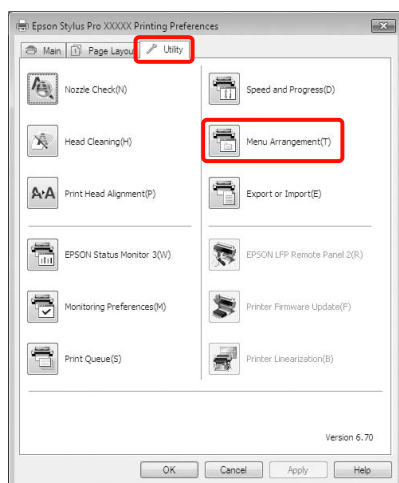 Epson Stylus Pro XXXXX Printing Preferences
Main
Page Layou
Utility
Nozzle Check(N)
Speed and Progress(D)
Head Cleaning(H)
Menu Arrangement(T)
Print Head Alignment(P)
Export or Import(E)
EPSON Status Monitor 3(W)
EPSON LFP Remote Panel 2(R)
Monitoring Preferences(M)
Printer Firmware Update(F)
Print Queue(S)
Printer Linearization(B)
Version 6.70
OK
Cancel
Apply
Help